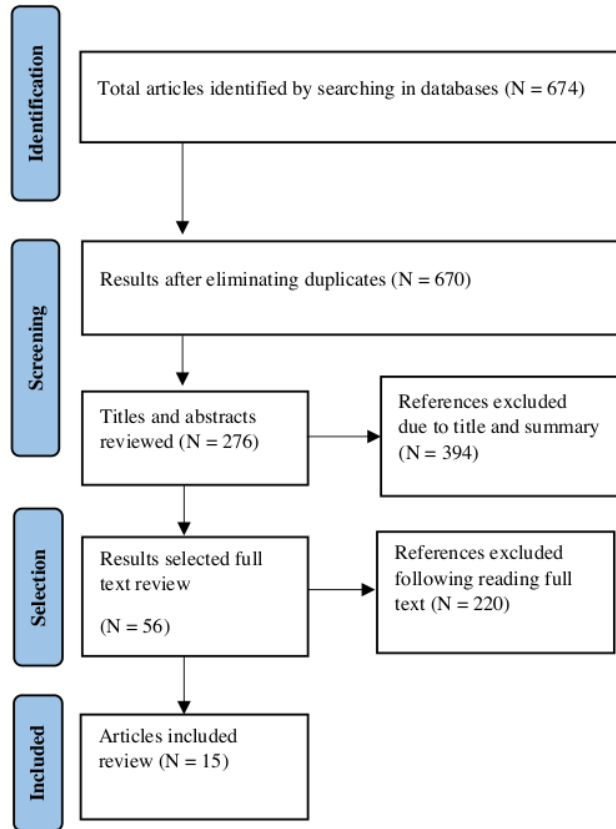 Identification
Total articles identified by searching in databases (N = 674)
Screening
Results after eliminating duplicates (N = 670)
Titles and abstracts
reviewed (N = 276)
References excluded
due to title and summary
(N = 394)
Selection
Results selected full
text review
(N = 56)
References excluded
following reading full
text (N = 220)
Included
Articles included
review (N = 15)